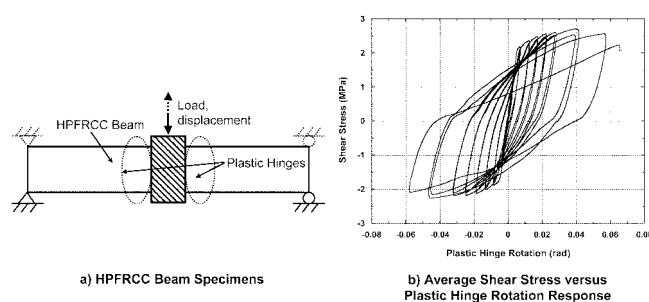 Load,
displacement
HPFRCC Beam
Plastic Hinges
a) HPFRCC Beam Specimens
Shear Stress (MPa)
3
2
1
0
-1
-2
-3
-0.08 -0.06 -0.04 -0.02 0 0.02 0.04 0.06 0.08
Plastic Hinge Rotation (rad)
b) Average Shear Stress versus
Plastic Hinge Rotation Response